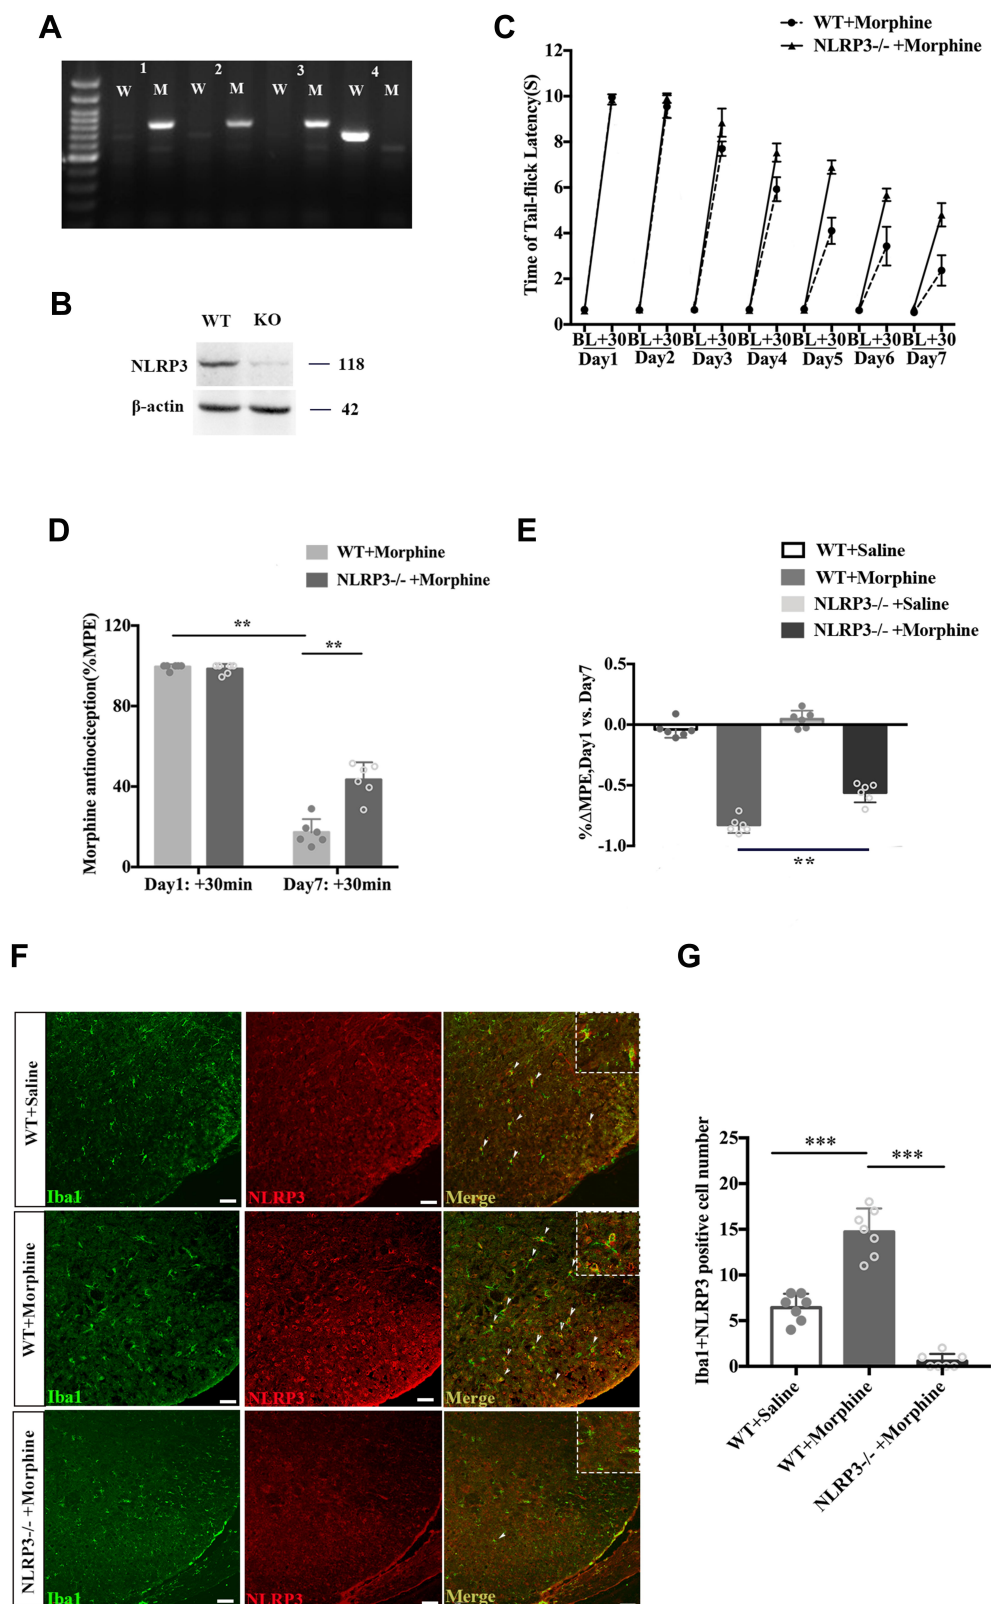 A
1 2 3 4
W M W M W M W M
B
WT KO
NLRP3
118
β-actin
42
C
WT+Morphine
NLRP3-/- +Morphine
Time of Tail-flick Latency(S)
12
10
8
6
4
2
0
BL+30 BL+30 BL+30 BL+30 BL+30 BL+30 BL+30
Day1 Day2 Day3 Day4 Day5 Day6 Day7
D
WT+Morphine
NLRP3-/- +Morphine
Morphine antinociception(%MPE)
120
80
40
0
**
**
Day1: +30min Day7: +30min
E
WT+Saline
WT+Morphine
NLRP3-/- +Saline
NLRP3-/- +Morphine
%ΔMPE,Day1 vs. Day7
0.5
0.0
-0.5
-1.0
**
F
WT+Saline
Iba1 NLRP3 Merge
WT+Morphine
Iba1 NLRP3 Merge
NLRP3-/- +Morphine
Iba1 NLRP3 Merge
G
Iba1+NLRP3 positive cell number
25
20
15
10
5
0
***
***
WT+Saline
WT+Morphine
NLRP3-/- +Morphine